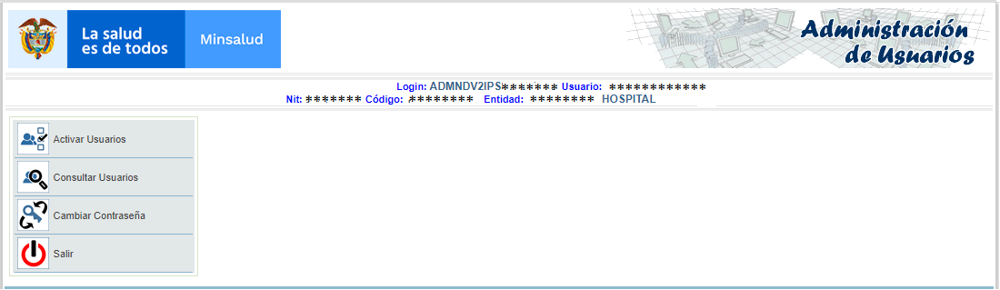 La salud
es de todos
Minsalud
Administración
de Usuarios
Login: ADMNDV2IPS******* Usuario: ************
Nit: ******* Código: ******** Entidad: ******** HOSPITAL
Activar Usuarios
Consultar Usuarios
Cambiar Contraseña
Salir